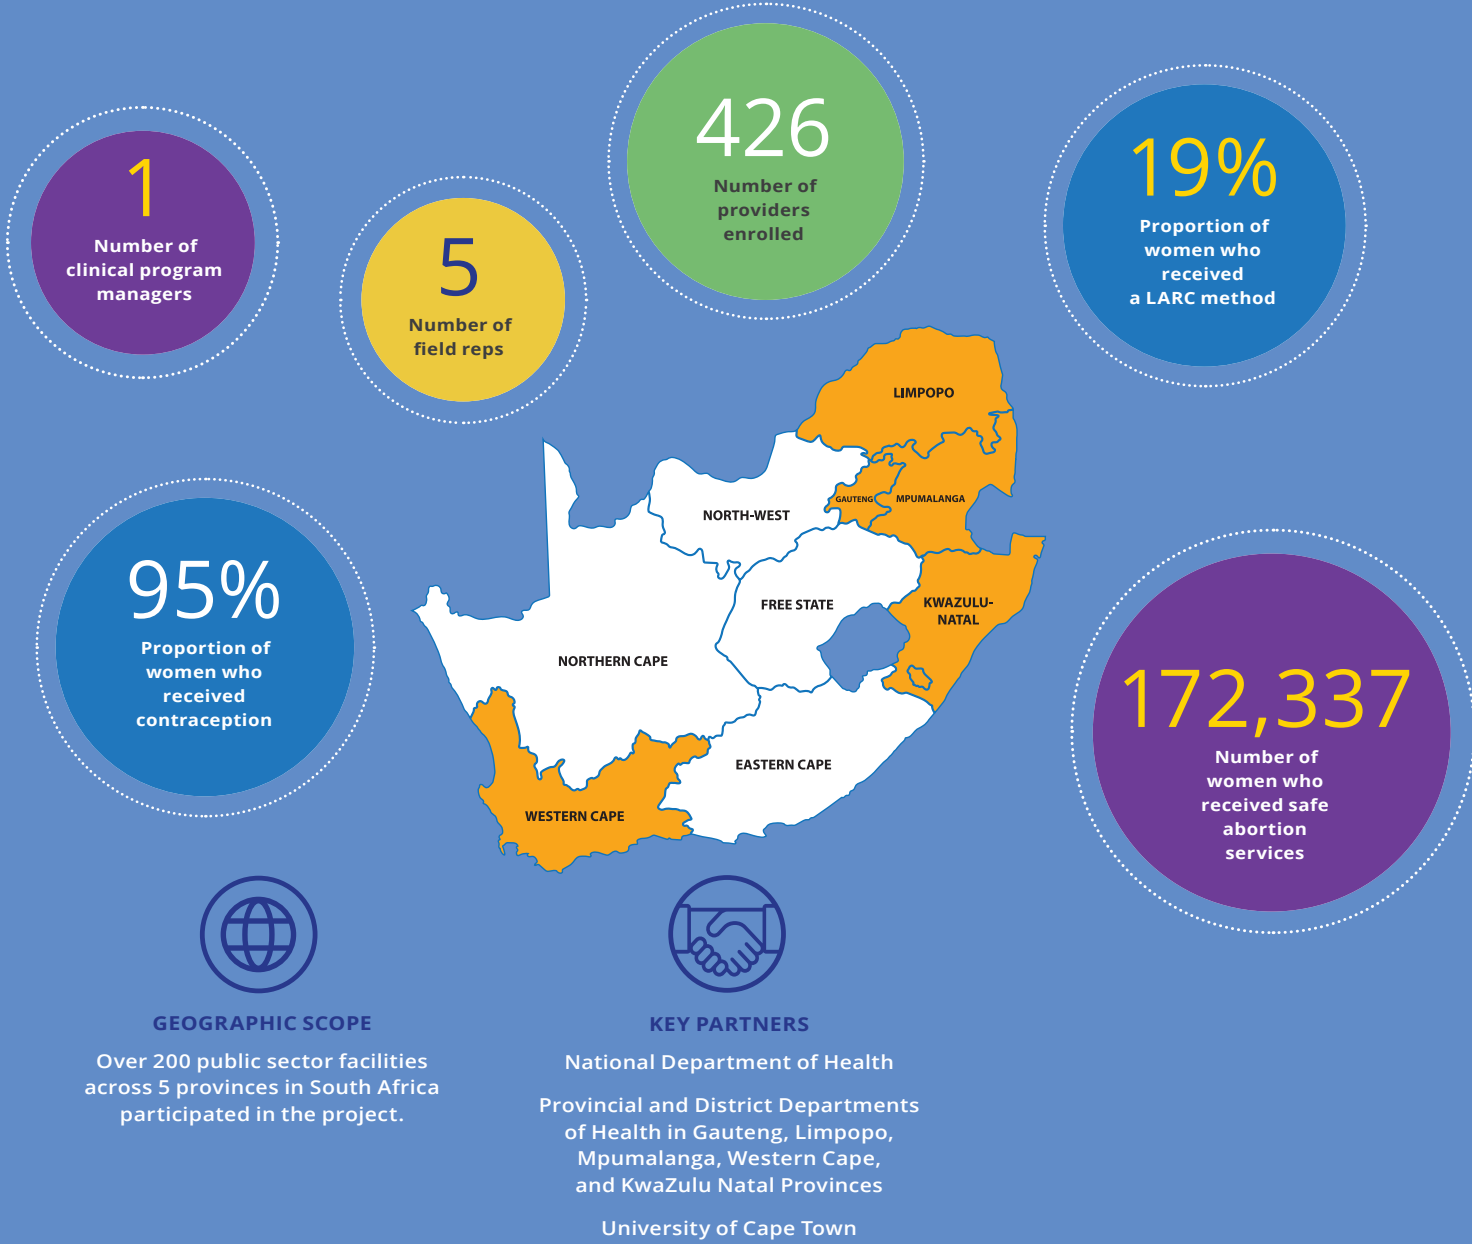 1
Number of
clinical program
managers
5
Number of
field reps
426
Number of
providers
enrolled
19%
Proportion of
women who
received
a LARC method
95%
Proportion of
women who
received
contraception
LIMPOPO
GAUTENG
MPUMALANGA
NORTH-WEST
FREE STATE
KWAZULU-
NATAL
NORTHERN CAPE
EASTERN CAPE
WESTERN CAPE
172,337
Number of
women who
received safe
abortion
services
GEOGRAPHIC SCOPE
Over 200 public sector facilities
across 5 provinces in South Africa
participated in the project.
KEY PARTNERS
National Department of Health
Provincial and District Departments
of Health in Gauteng, Limpopo,
Mpumalanga, Western Cape,
and KwaZulu Natal Provinces
University of Cape Town